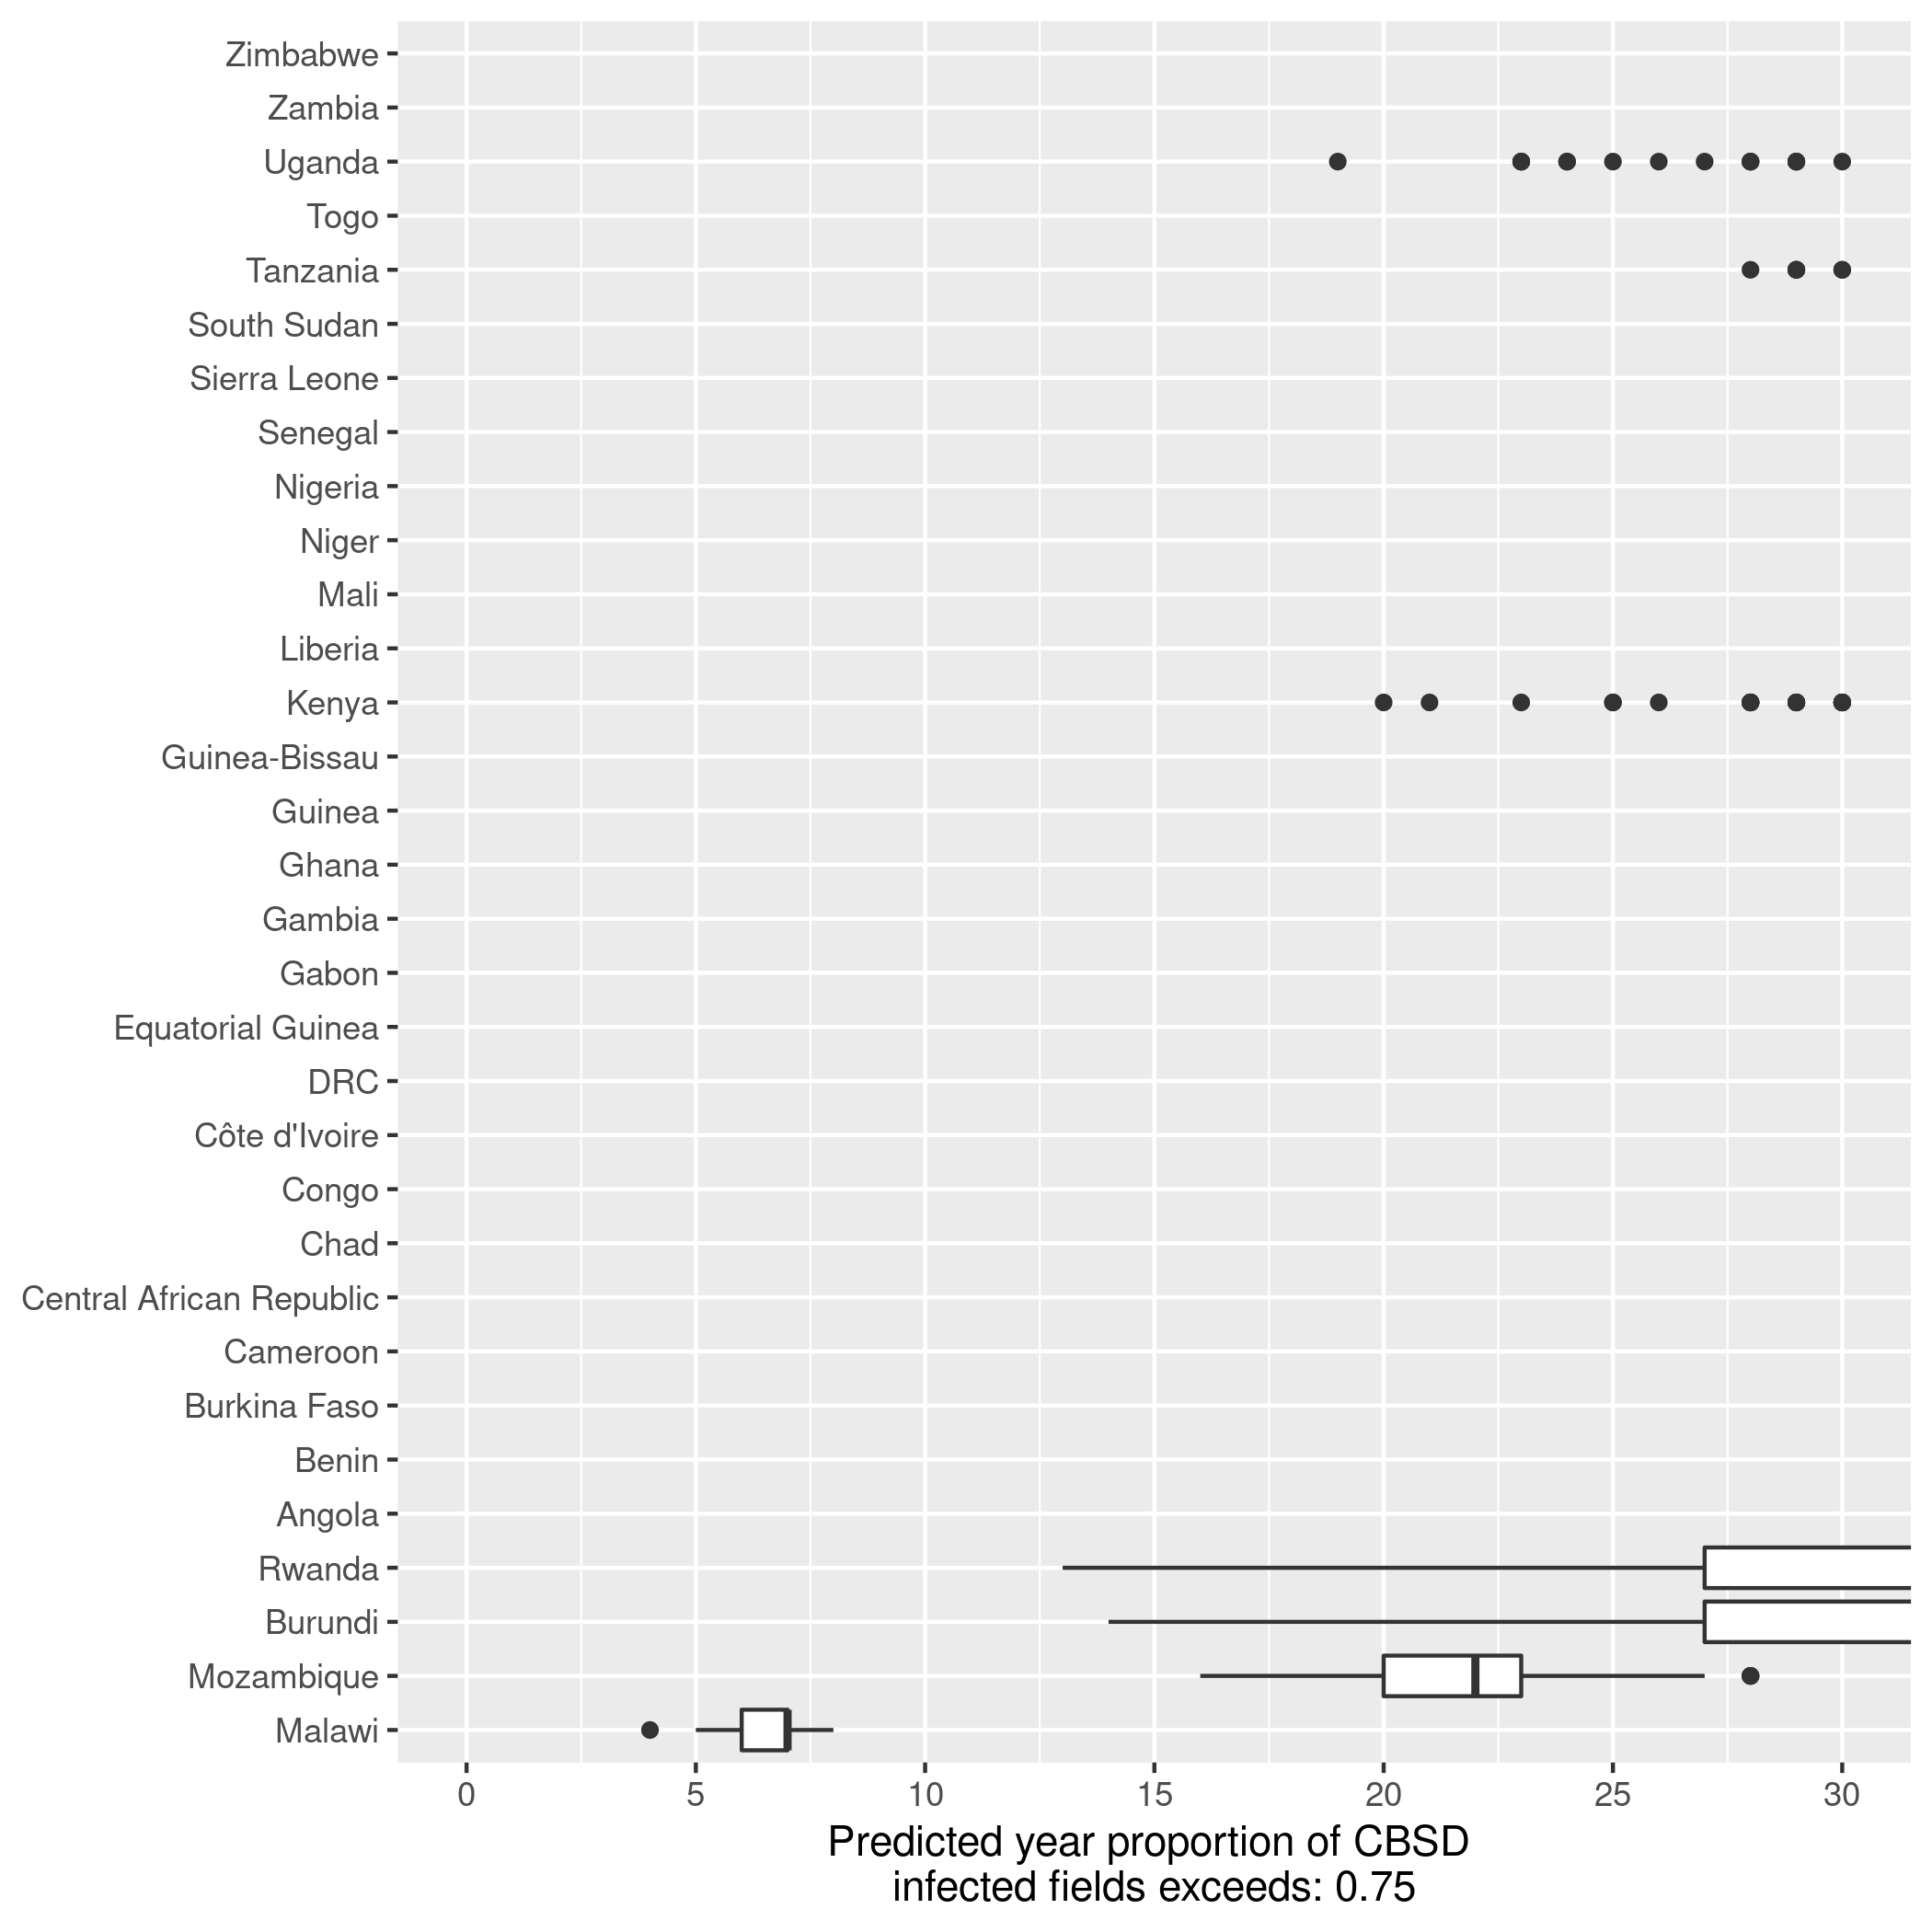 Zimbabwe
Zambia
Uganda
Togo
Tanzania
South Sudan
Sierra Leone
Senegal
Nigeria
Niger
Mali
Liberia
Kenya
Guinea-Bissau
Guinea
Ghana
Gambia
Gabon
Equatorial Guinea
DRC
Côte d'Ivoire
Congo
Chad
Central African Republic
Cameroon
Burkina Faso
Benin
Angola
Rwanda
Burundi
Mozambique
Malawi
0 5 10 15 20 25 30
Predicted year proportion of CBSD
infected fields exceeds: 0.75